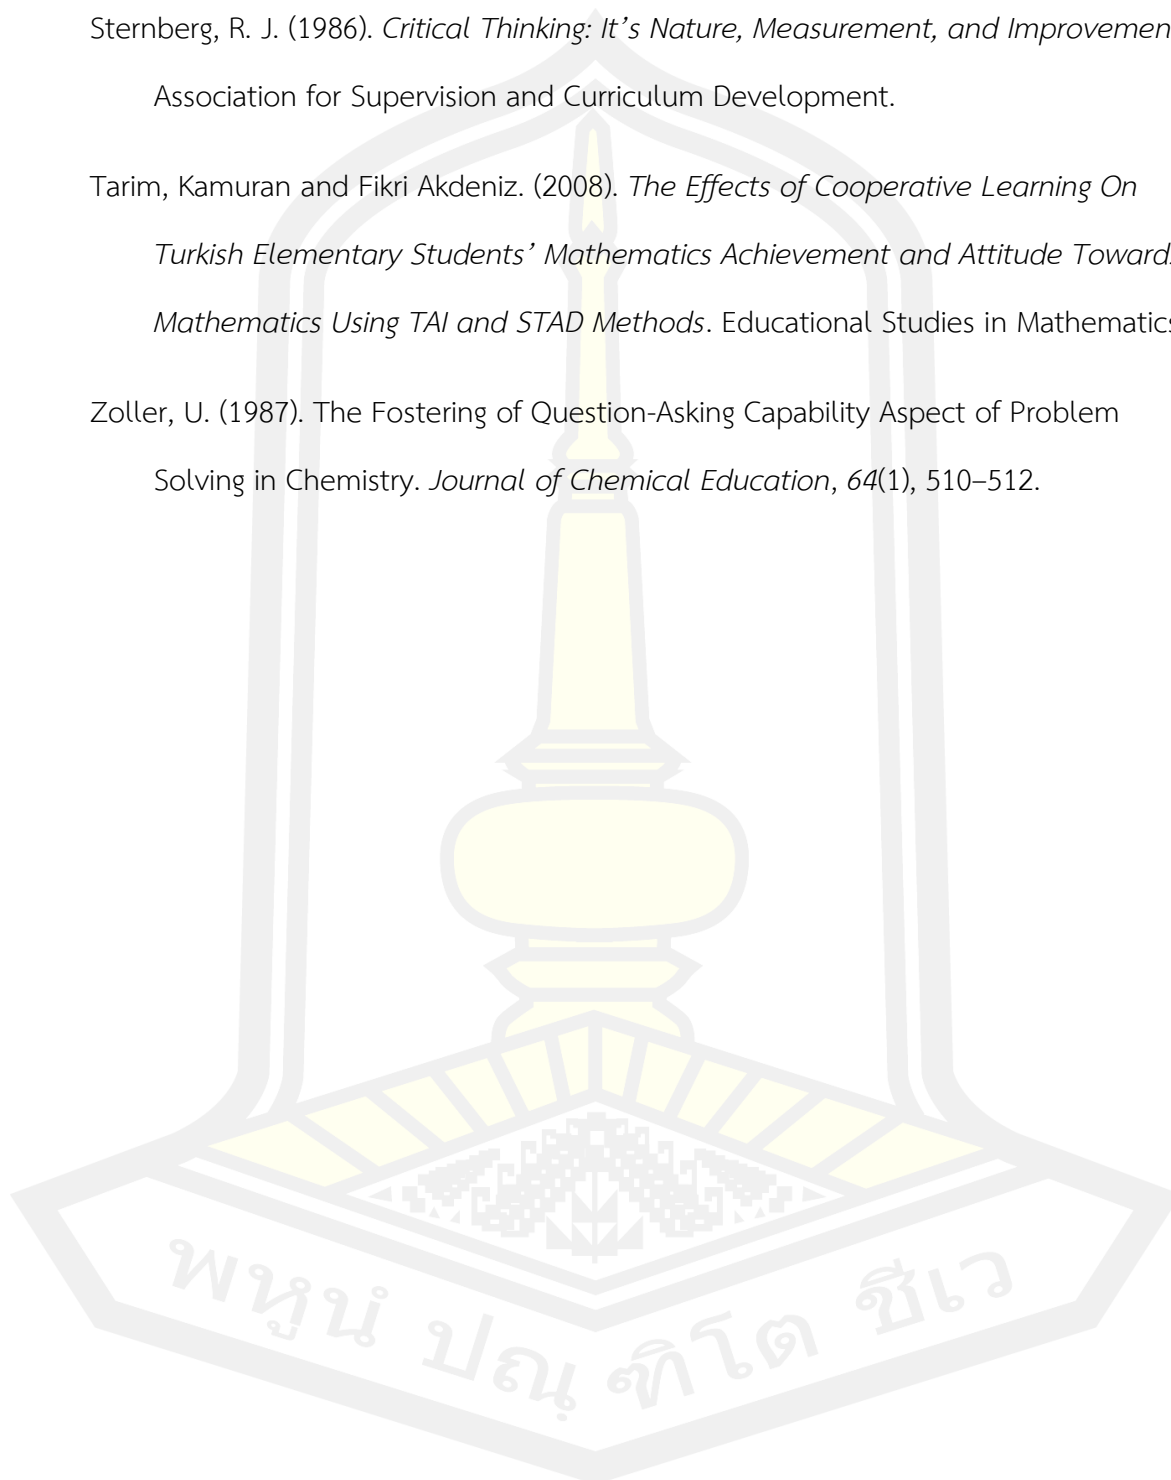 Sternberg, R. J. (1986). Critical Thinking: It's Nature, Measurement, and Improvemen
Association for Supervision and Curriculum Development.
Tarim, Kamuran and Fikri Akdeniz. (2008). The Effects of Cooperative Learning On
Turkish Elementary Students' Mathematics Achievement and Attitude Toward
Mathematics Using TAI and STAD Methods. Educational Studies in Mathematics
Zoller, U. (1987). The Fostering of Question-Asking Capability Aspect of Problem
Solving in Chemistry. Journal of Chemical Education, 64(1), 510–512.
พหูนํ ปณฺฑิโต ชีเว